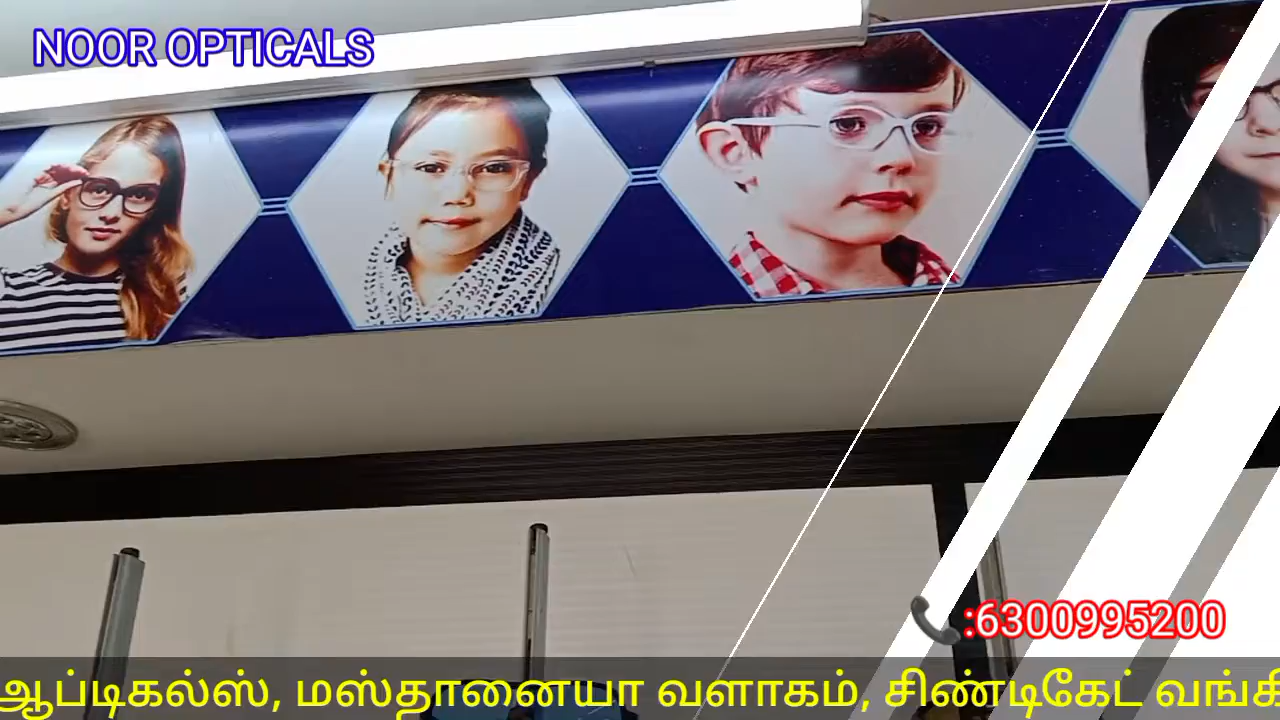 NOOR OPTICALS
📞:6300995200
ஆப்டிகல்ஸ், மஸ்தானையா வளாகம், சிண்டிகேட் வங்கி